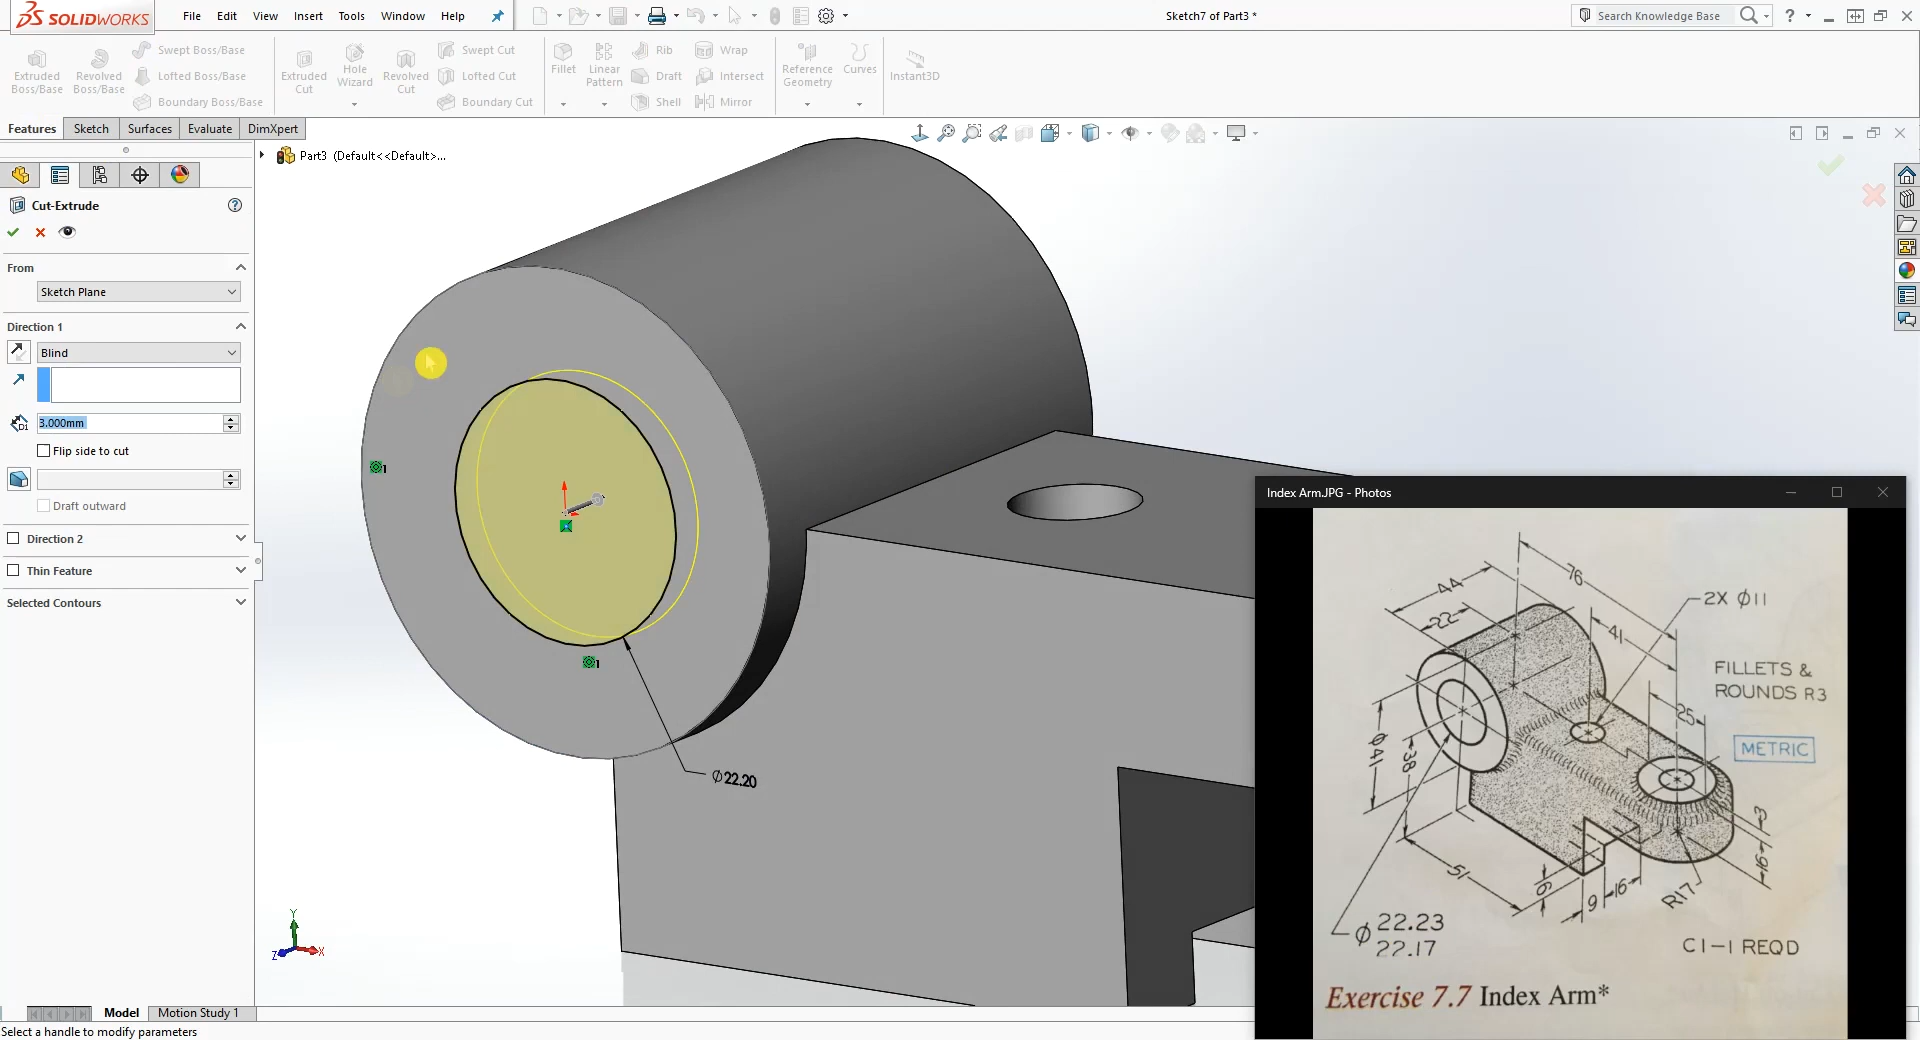 SOLIDWORKS
File Edit View Insert Tools Window Help
Sketch7 of Part3 *
Search Knowledge Base
Extruded Boss/Base
Revolved Boss/Base
Swept Boss/Base
Lofted Boss/Base
Boundary Boss/Base
Extruded Cut
Hole Wizard
Revolved Cut
Swept Cut
Lofted Cut
Boundary Cut
Fillet
Linear Pattern
Rib
Draft
Shell
Wrap
Intersect
Mirror
Reference Geometry
Curves
Instant3D
Features Sketch Surfaces Evaluate DimXpert
Part3 (Default<<Default>...
Cut-Extrude
From
Sketch Plane
Direction 1
Blind
D1
3.000mm
Flip side to cut
Draft outward
Direction 2
Thin Feature
Selected Contours
1
1
Ø22.20
Y
Z
X
Index Arm.JPG - Photos
76
44
2X Ø11
22
41
FILLETS &
ROUNDS R3
25
METRIC
Ø41
38
3
16
51
6
9
16
R17
Ø 22.23
22.17
C I – I REQD
Exercise 7.7 Index Arm*
Model Motion Study 1
Select a handle to modify parameters